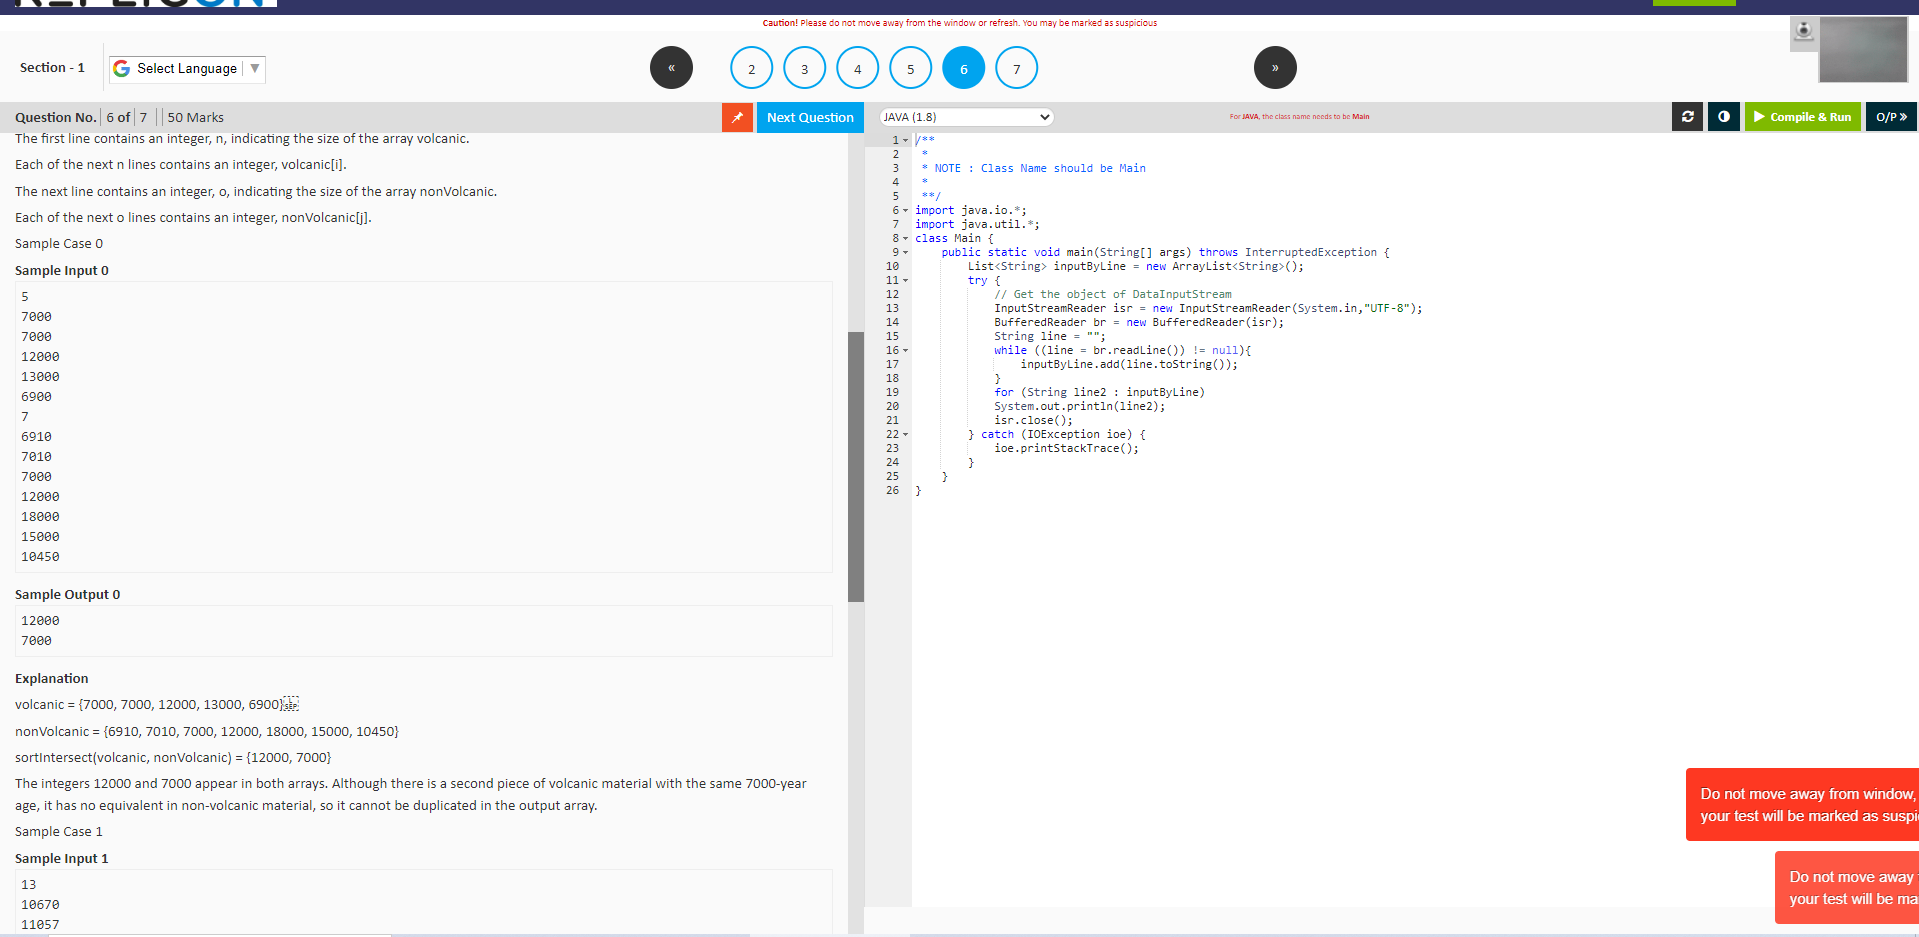 REPLICON
Caution! Please do not move away from the window or refresh. You may be marked as suspicious
Section - 1
Select Language ▼
«
2
3
4
5
6
7
»
Question No. 6 of 7 50 Marks
Next Question
The first line contains an integer, n, indicating the size of the array volcanic.
Each of the next n lines contains an integer, volcanic[i].
The next line contains an integer, o, indicating the size of the array nonVolcanic.
Each of the next o lines contains an integer, nonVolcanic[j].
Sample Case 0
Sample Input 0
5
7000
7000
12000
13000
6900
7
6910
7010
7000
12000
18000
15000
10450
Sample Output 0
12000
7000
Explanation
volcanic = {7000, 7000, 12000, 13000, 6900}
nonVolcanic = {6910, 7010, 7000, 12000, 18000, 15000, 10450}
sortIntersect(volcanic, nonVolcanic) = {12000, 7000}
The integers 12000 and 7000 appear in both arrays. Although there is a second piece of volcanic material with the same 7000-year
age, it has no equivalent in non-volcanic material, so it cannot be duplicated in the output array.
Sample Case 1
Sample Input 1
13
10670
11057
JAVA (1.8)
For JAVA, the class name needs to be Main
Compile & Run
O/P »
1 /**
2 *
3 * NOTE : Class Name should be Main
4 *
5 **/
6 import java.io.*;
7 import java.util.*;
8 class Main {
9 public static void main(String[] args) throws InterruptedException {
10 List<String> inputByLine = new ArrayList<String>();
11 try {
12 // Get the object of DataInputStream
13 InputStreamReader isr = new InputStreamReader(System.in,"UTF-8");
14 BufferedReader br = new BufferedReader(isr);
15 String line = "";
16 while ((line = br.readLine()) != null){
17 inputByLine.add(line.toString());
18 }
19 for (String line2 : inputByLine)
20 System.out.println(line2);
21 isr.close();
22 } catch (IOException ioe) {
23 ioe.printStackTrace();
24 }
25 }
26 }
Do not move away from window,
your test will be marked as suspi
Do not move away
your test will be ma